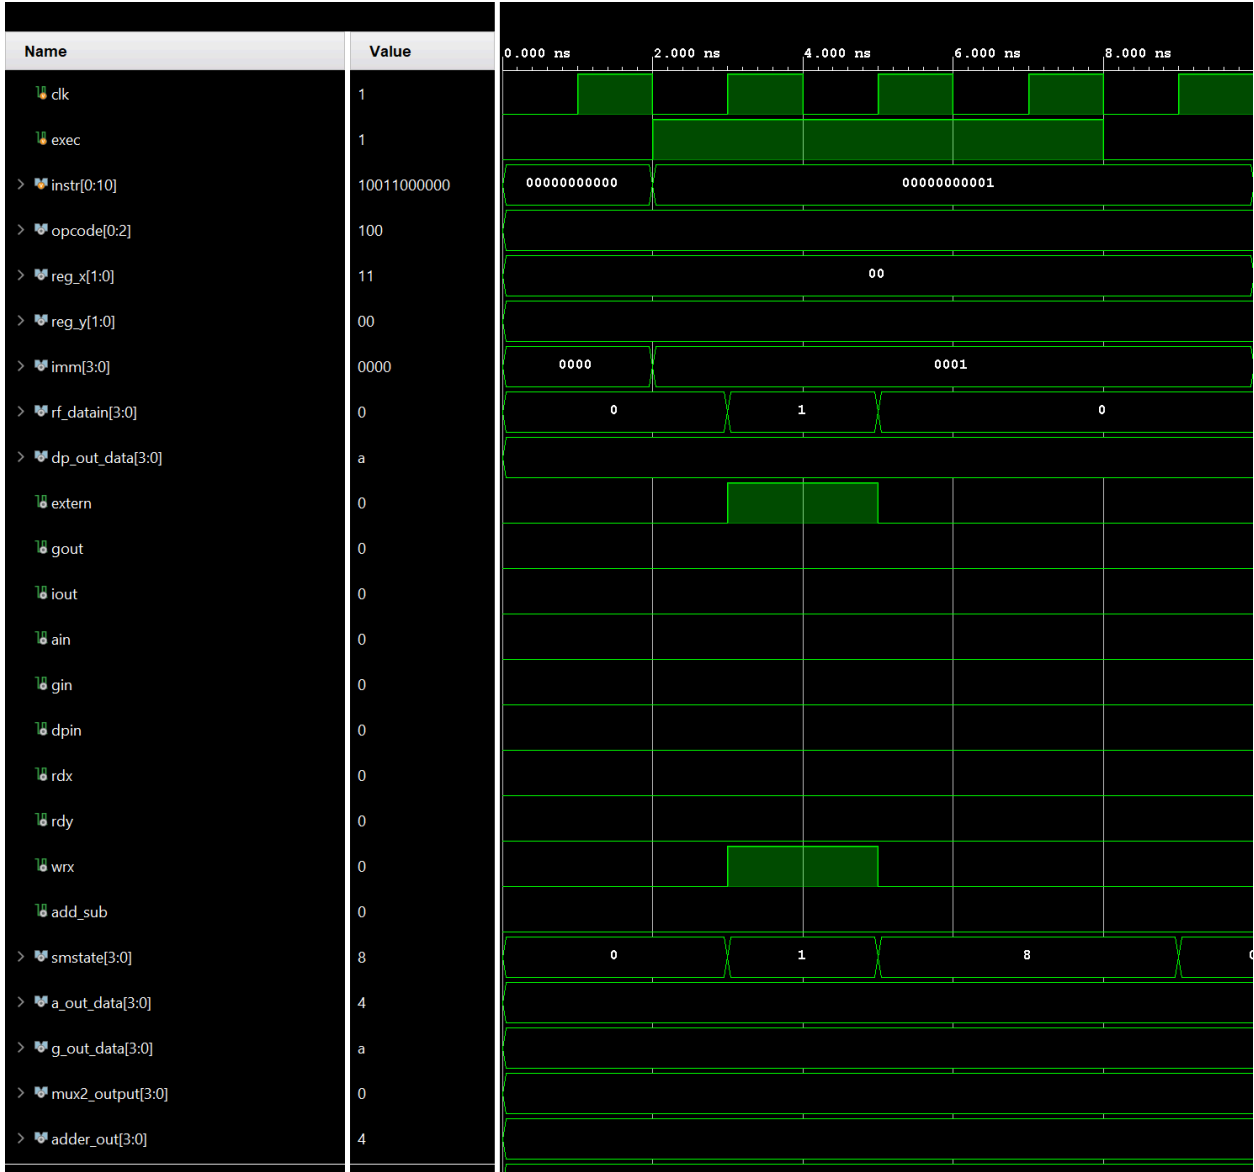 Name Value 0.000 ns 2.000 ns 4.000 ns 6.000 ns 8.000 ns
clk 1
exec 1
instr[0:10] 10011000000 00000000000 00000000001
opcode[0:2] 100
reg_x[1:0] 11 00
reg_y[1:0] 00
imm[3:0] 0000 0000 0001
rf_datain[3:0] 0 0 1 0
dp_out_data[3:0] a
extern 0
gout 0
iout 0
ain 0
gin 0
dpin 0
rdx 0
rdy 0
wrx 0
add_sub 0
smstate[3:0] 8 0 1 8
a_out_data[3:0] 4
g_out_data[3:0] a
mux2_output[3:0] 0
adder_out[3:0] 4